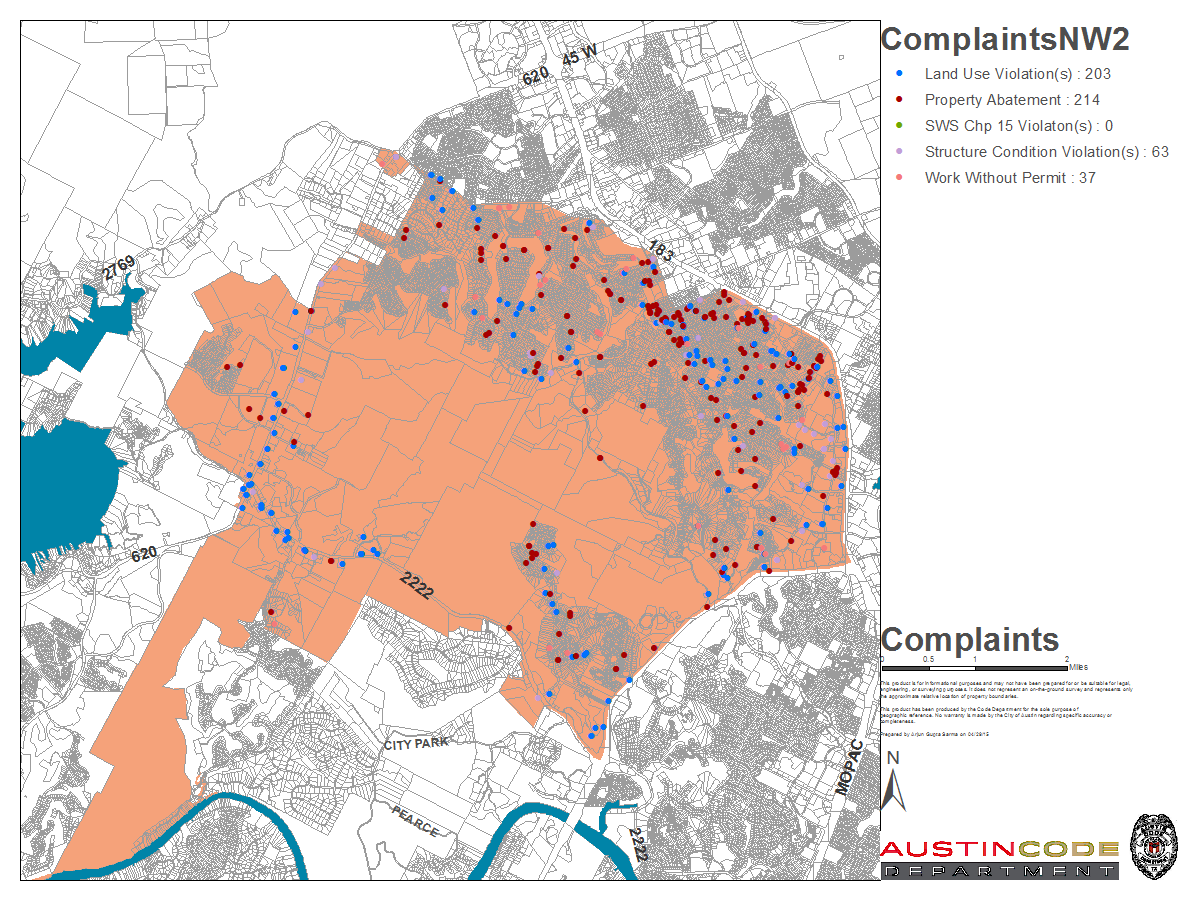 ComplaintsNW2
Land Use Violation(s) : 203
Property Abatement : 214
SWS Chp 15 Violaton(s) : 0
Structure Condition Violation(s) : 63
Work Without Permit : 37
620
45 W
183
2769
620
2222
CITY PARK
PEARCE
2222
MOPAC
Complaints
0 0.5 1 2
Miles
This product is for informational purposes and may not have been prepared for or be suitable for legal,
engineering, or surveying purposes. It does not represent an on-the-ground survey and represents only
the approximate relative location of property boundaries.
This product has been produced by the Code Department for the sole purpose of
geographic reference. No warranty is made by the City of Austin regarding specific accuracy or
completeness.
Prepared by Arjun Gupta Sarma on
N
AUSTINCODE
DEPARTMENT